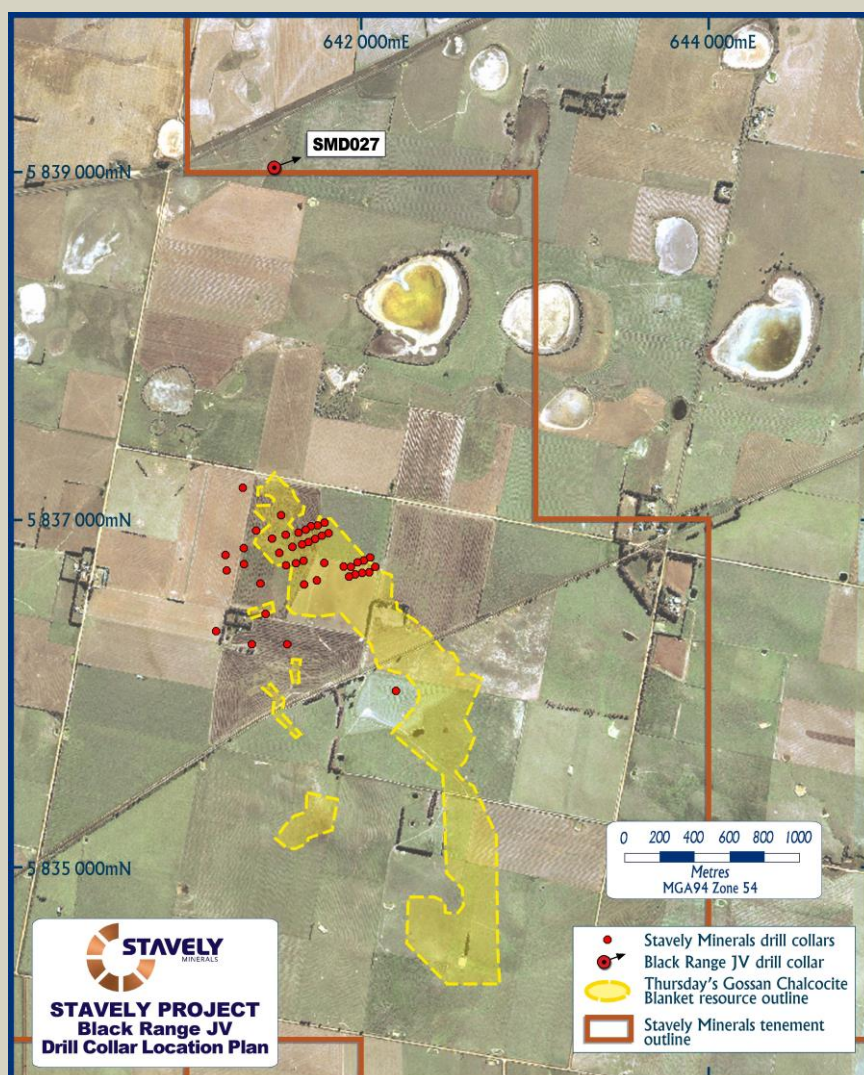 642 000mE
644 000mE
SMD027
5 839 000mN
5 837 000mN
5 835 000mN
0 200 400 600 800 1000
Metres
MGA94 Zone 54
STAVELY
MINERALS
STAVELY PROJECT
Black Range JV
Drill Collar Location Plan
Stavely Minerals drill collars
Black Range JV drill collar
Thursday's Gossan Chalcocite
Blanket resource outline
Stavely Minerals tenement
outline